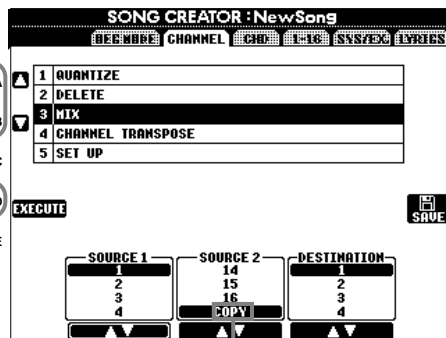 SONG CREATOR : NewSong
REC MODE CHANNEL CHD 1-16 SYS/EX. LYRICS
1 QUANTIZE
2 DELETE
3 MIX
4 CHANNEL TRANSPOSE
5 SET UP
EXECUTE
SAVE
SOURCE 1 SOURCE 2 DESTINATION
1 14 1
2 15 2
3 16 3
4 COPY 4